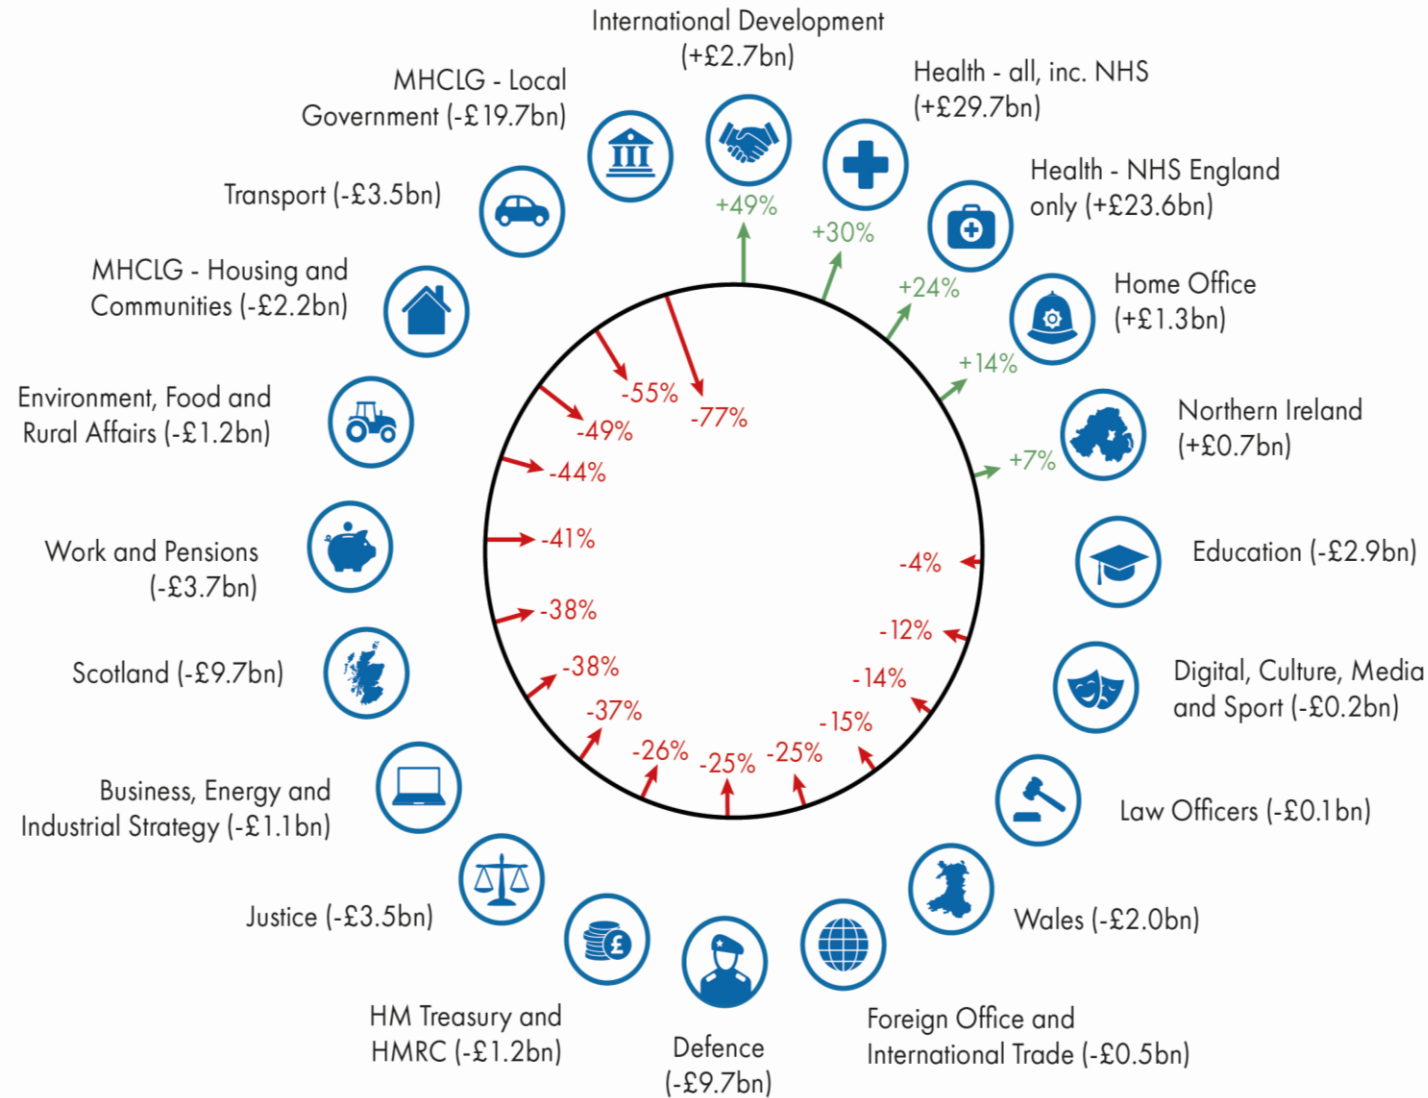 International Development
(+£2.7bn)
Health - all, inc. NHS
(+£29.7bn)
Health - NHS England
only (+£23.6bn)
Home Office
(+£1.3bn)
Northern Ireland
(+£0.7bn)
Education (-£2.9bn)
Digital, Culture, Media
and Sport (-£0.2bn)
Law Officers (-£0.1bn)
Wales (-£2.0bn)
Foreign Office and
International Trade (-£0.5bn)
Defence
(-£9.7bn)
HM Treasury and
HMRC (-£1.2bn)
Justice (-£3.5bn)
Business, Energy and
Industrial Strategy (-£1.1bn)
Scotland (-£9.7bn)
Work and Pensions
(-£3.7bn)
Environment, Food and
Rural Affairs (-£1.2bn)
MHCLG - Housing and
Communities (-£2.2bn)
Transport (-£3.5bn)
MHCLG - Local
Government (-£19.7bn)
+49%
+30%
+24%
+14%
+7%
-4%
-12%
-14%
-15%
-25%
-25%
-26%
-37%
-38%
-38%
-41%
-44%
-49%
-55%
-77%
£